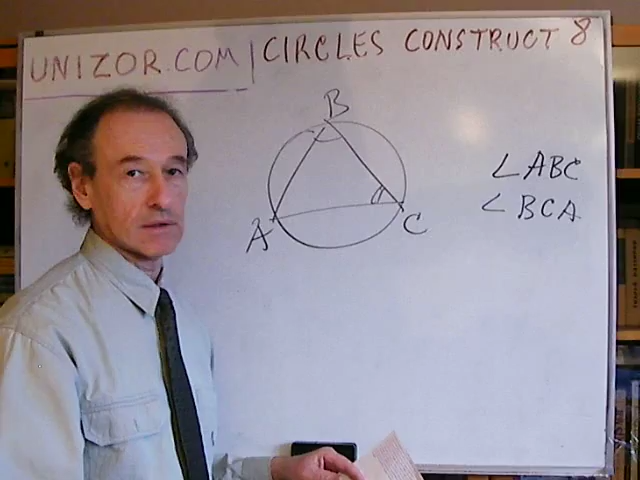 UNIZOR.COM | CIRCLES CONSTRUCT 8
B
∠ABC
∠BCA
A
C